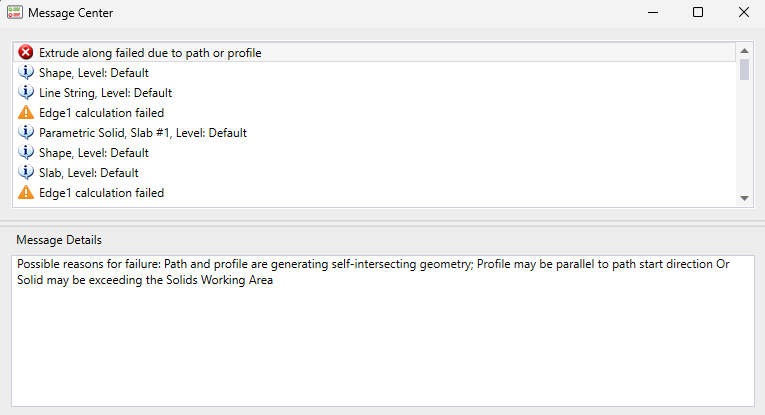 Message Center
Extrude along failed due to path or profile
Shape, Level: Default
Line String, Level: Default
Edge1 calculation failed
Parametric Solid, Slab #1, Level: Default
Shape, Level: Default
Slab, Level: Default
Edge1 calculation failed
Message Details
Possible reasons for failure: Path and profile are generating self-intersecting geometry; Profile may be parallel to path start direction Or
Solid may be exceeding the Solids Working Area